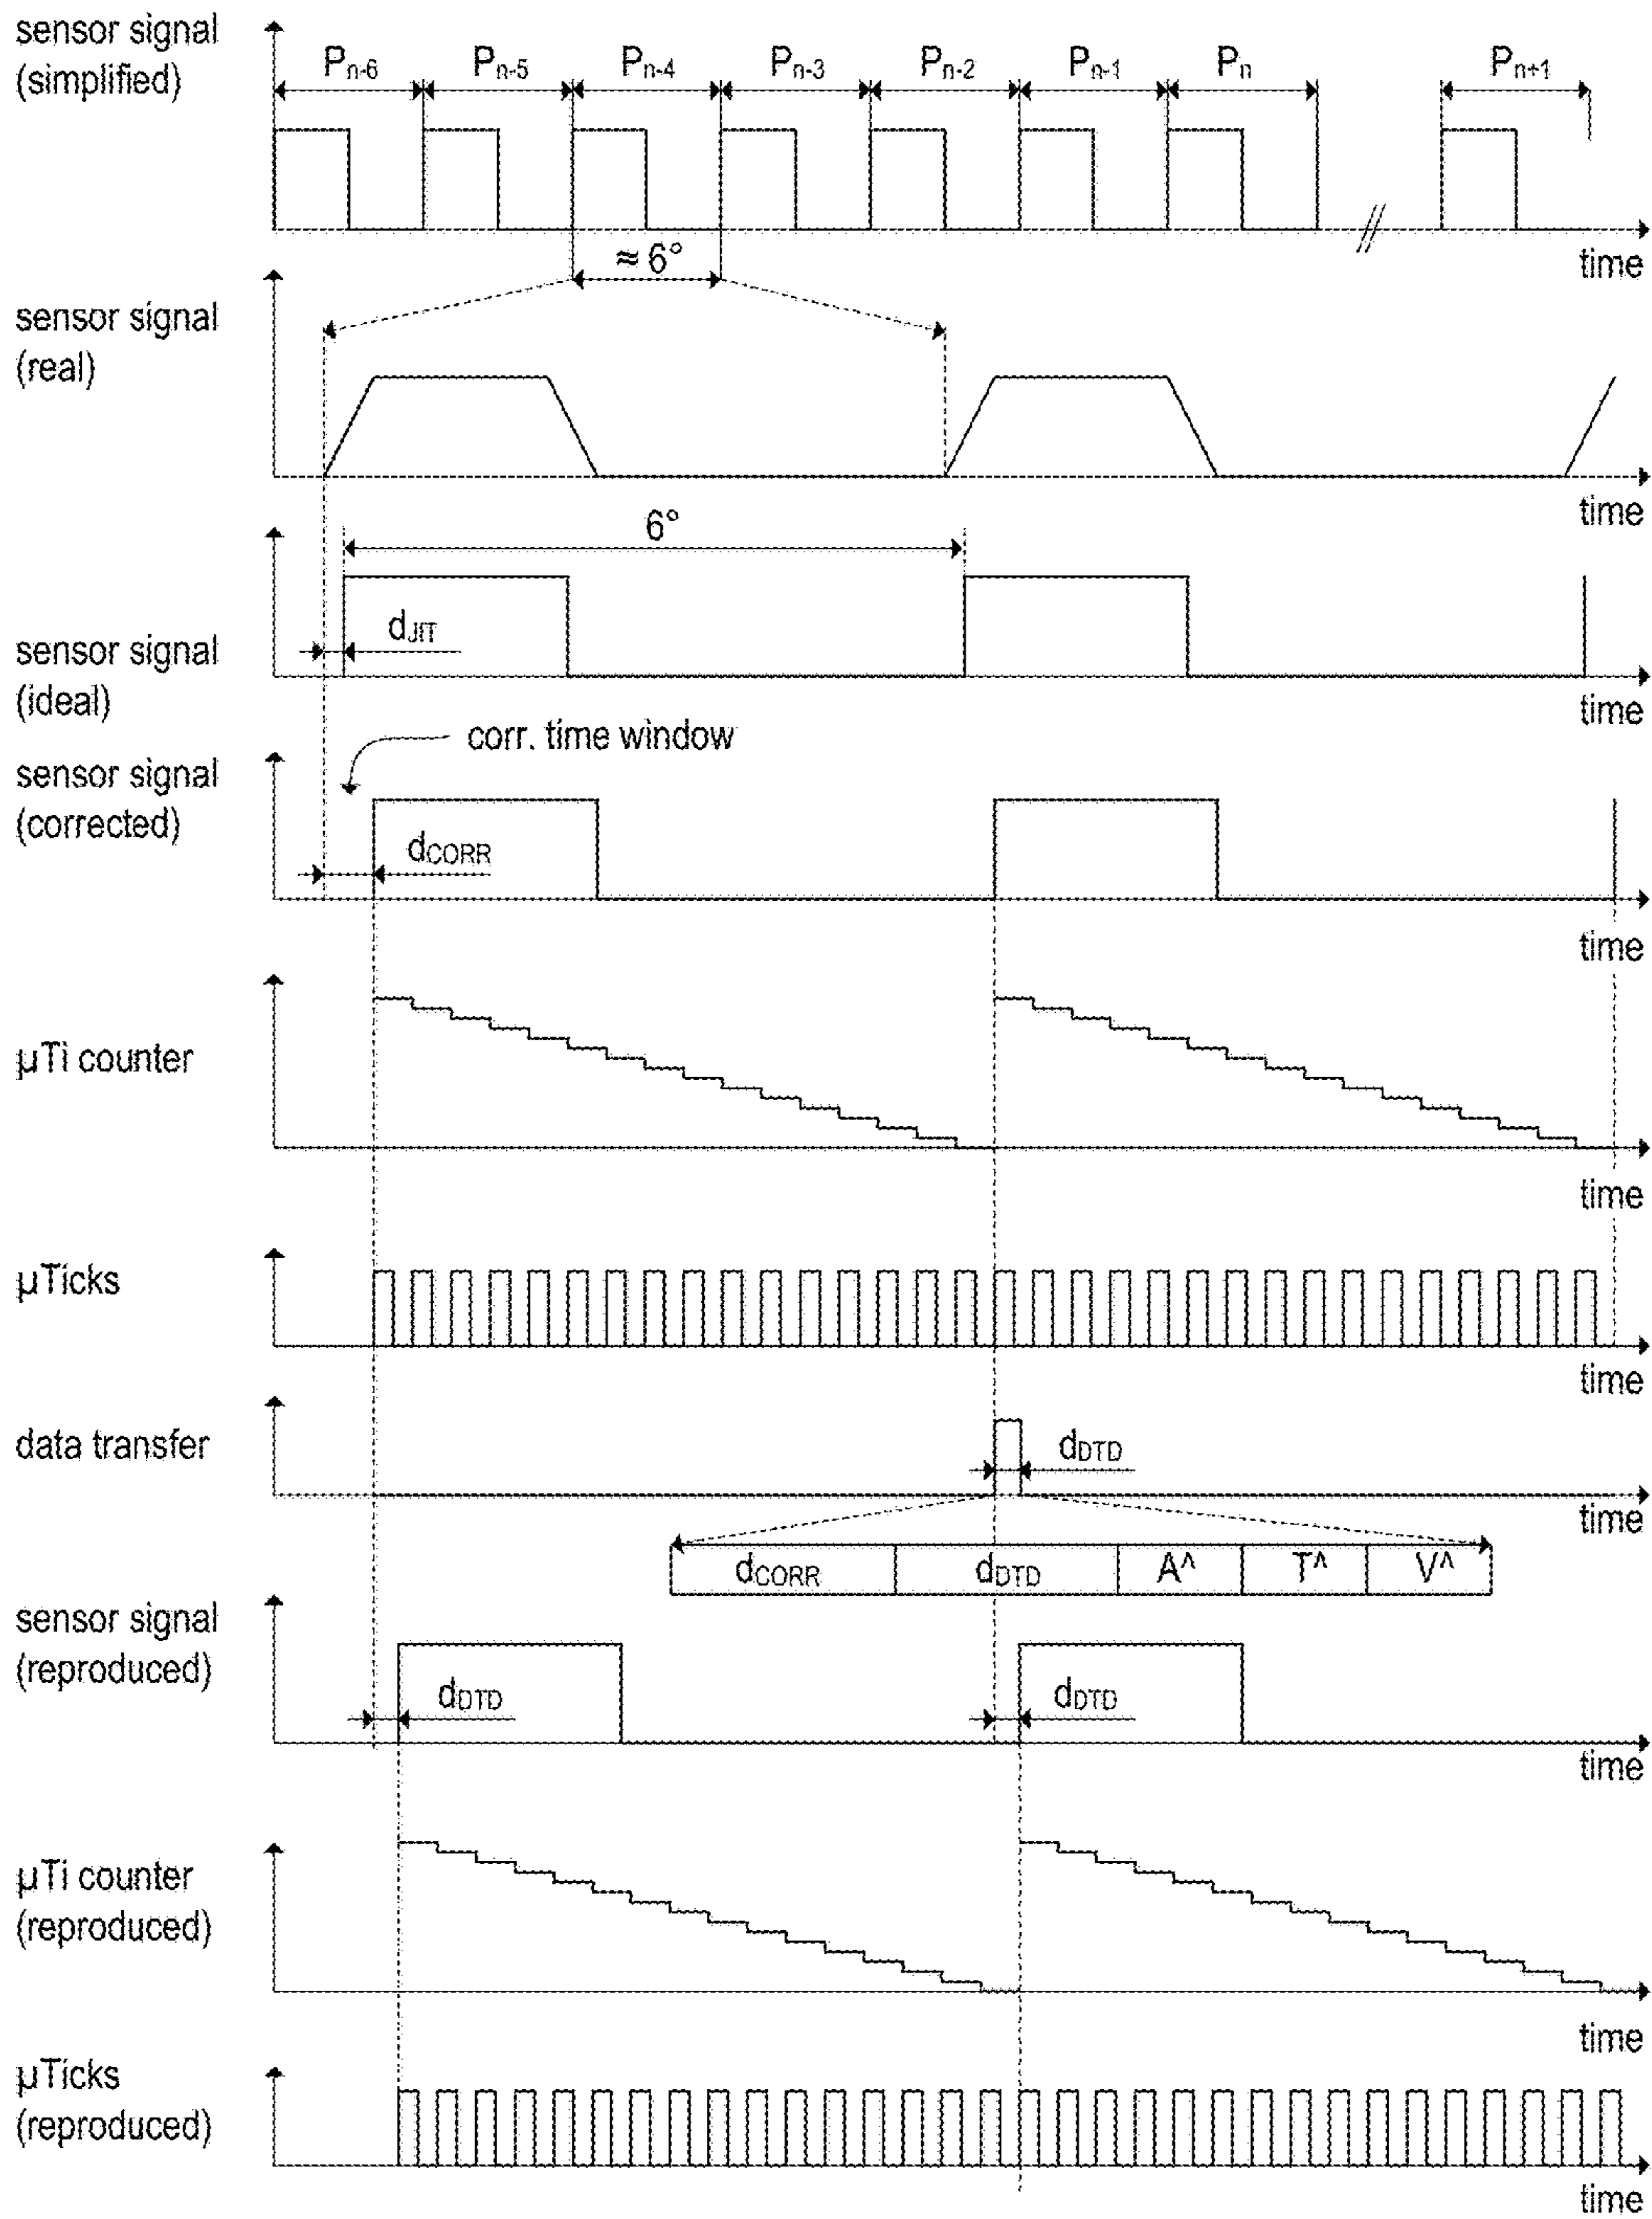 sensor signal
(simplified)
Pn-6 Pn-5 Pn-4 Pn-3 Pn-2 Pn-1 Pn Pn+1
time
≈ 6°
sensor signal
(real)
time
6°
dJIT
sensor signal
(ideal)
time
corr. time window
sensor signal
(corrected)
dCORR
time
µTi counter
time
µTicks
time
data transfer
dDTD
time
dCORR dDTD A^ T^ V^
sensor signal
(reproduced)
dDTD dDTD
time
µTi counter
(reproduced)
time
µTicks
(reproduced)
time